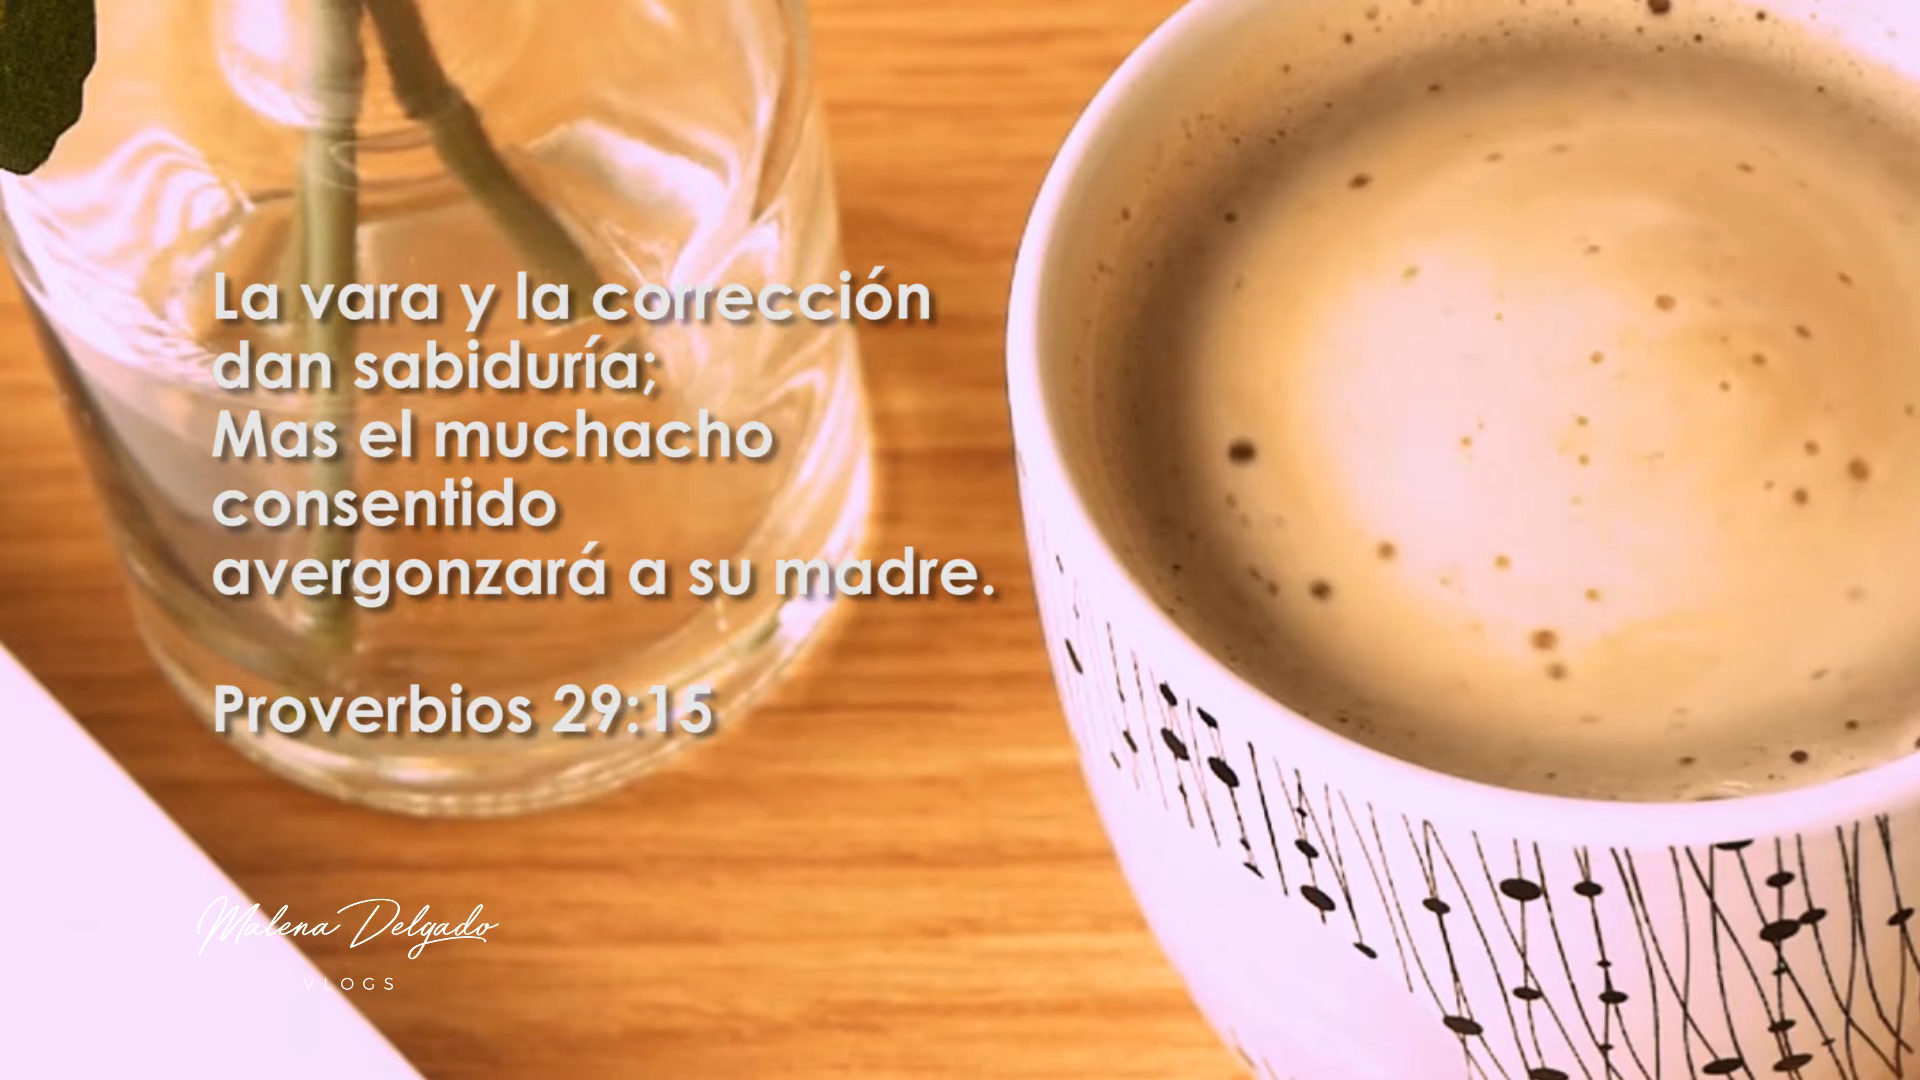 La vara y la corrección
dan sabiduría;
Mas el muchacho
consentido
avergonzará a su madre.
Proverbios 29:15
Malena Delgado
VLOGS